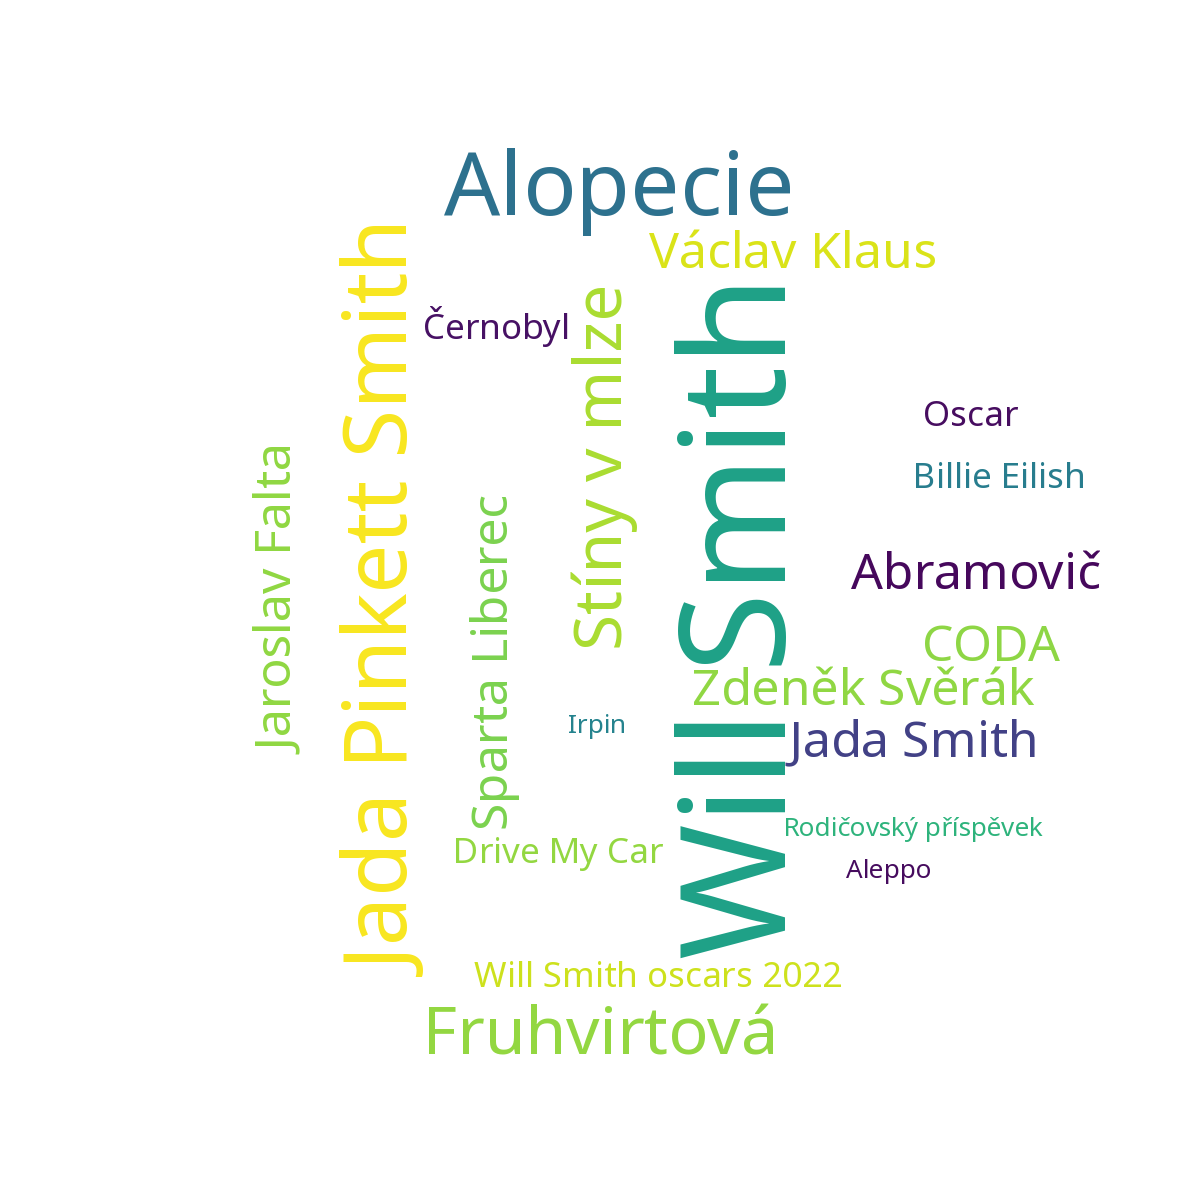 Alopecie
Václav Klaus
Jada Pinkett Smith
Černobyl
Stíny v mlze
Will Smith
Oscar
Jaroslav Falta
Billie Eilish
Sparta Liberec
Abramovič
CODA
Zdeněk Svěrák
Irpin
Jada Smith
Rodičovský příspěvek
Drive My Car
Aleppo
Will Smith oscars 2022
Fruhvirtová